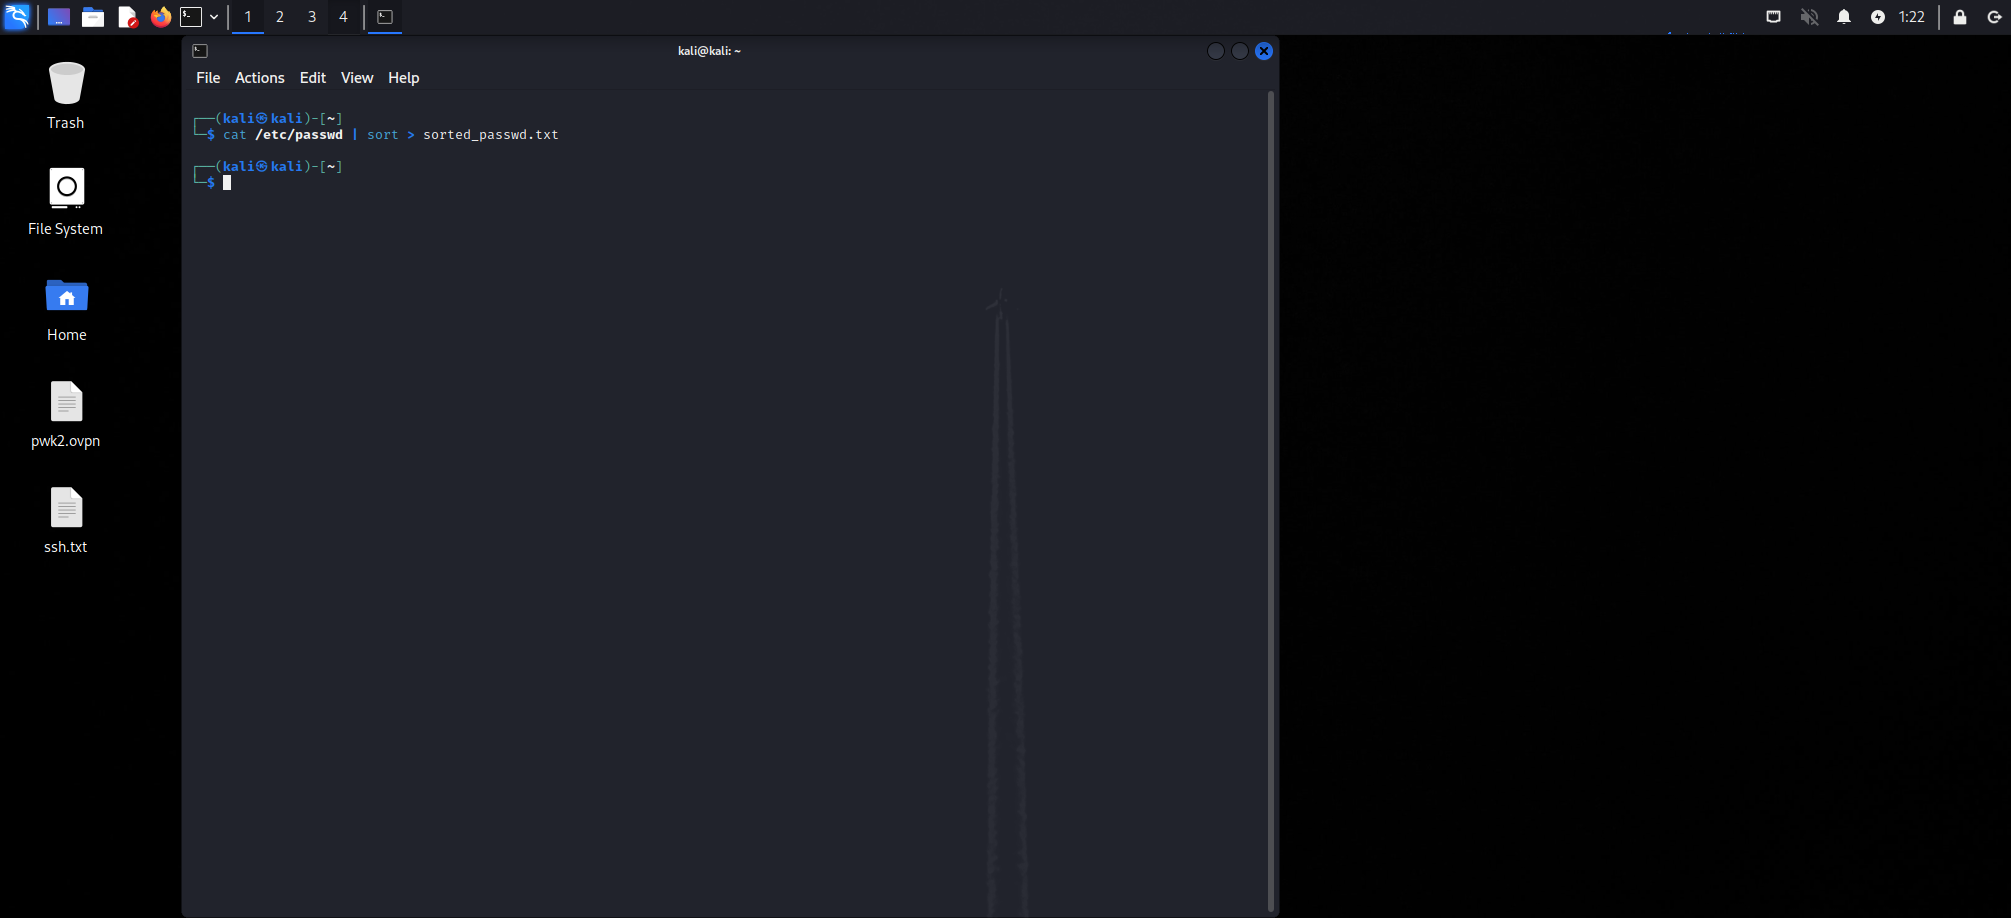 1 2 3 4
1:22
kali@kali: ~
File Actions Edit View Help
┌──(kali㉿kali)-[~]
└─$ cat /etc/passwd | sort > sorted_passwd.txt
┌──(kali㉿kali)-[~]
└─$
Trash
File System
Home
pwk2.ovpn
ssh.txt